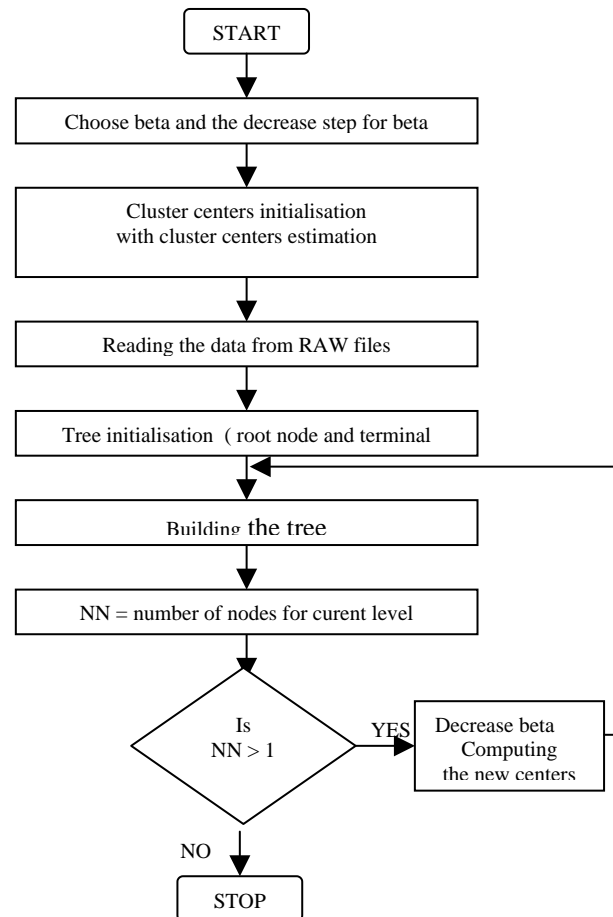 START
Choose beta and the decrease step for beta
Cluster centers initialisation
with cluster centers estimation
Reading the data from RAW files
Tree initialisation ( root node and terminal
Building the tree
NN = number of nodes for curent level
Is
NN > 1
YES
Decrease beta
Computing
the new centers
NO
STOP